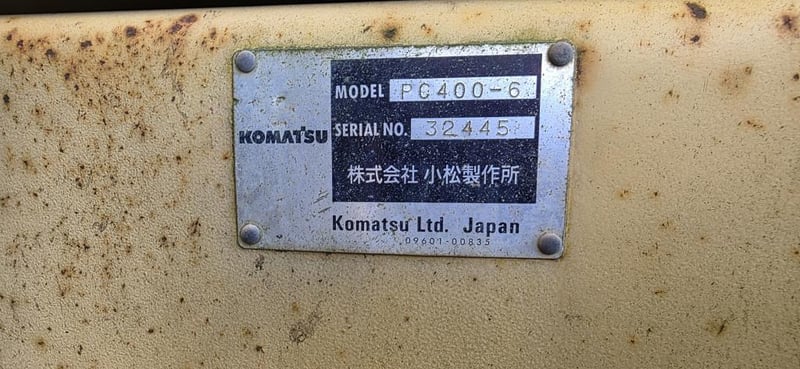 MODEL PC400-6
KOMATSU
SERIAL NO. 32445
株式会社 小松製作所
Komatsu Ltd. Japan
09601-00835